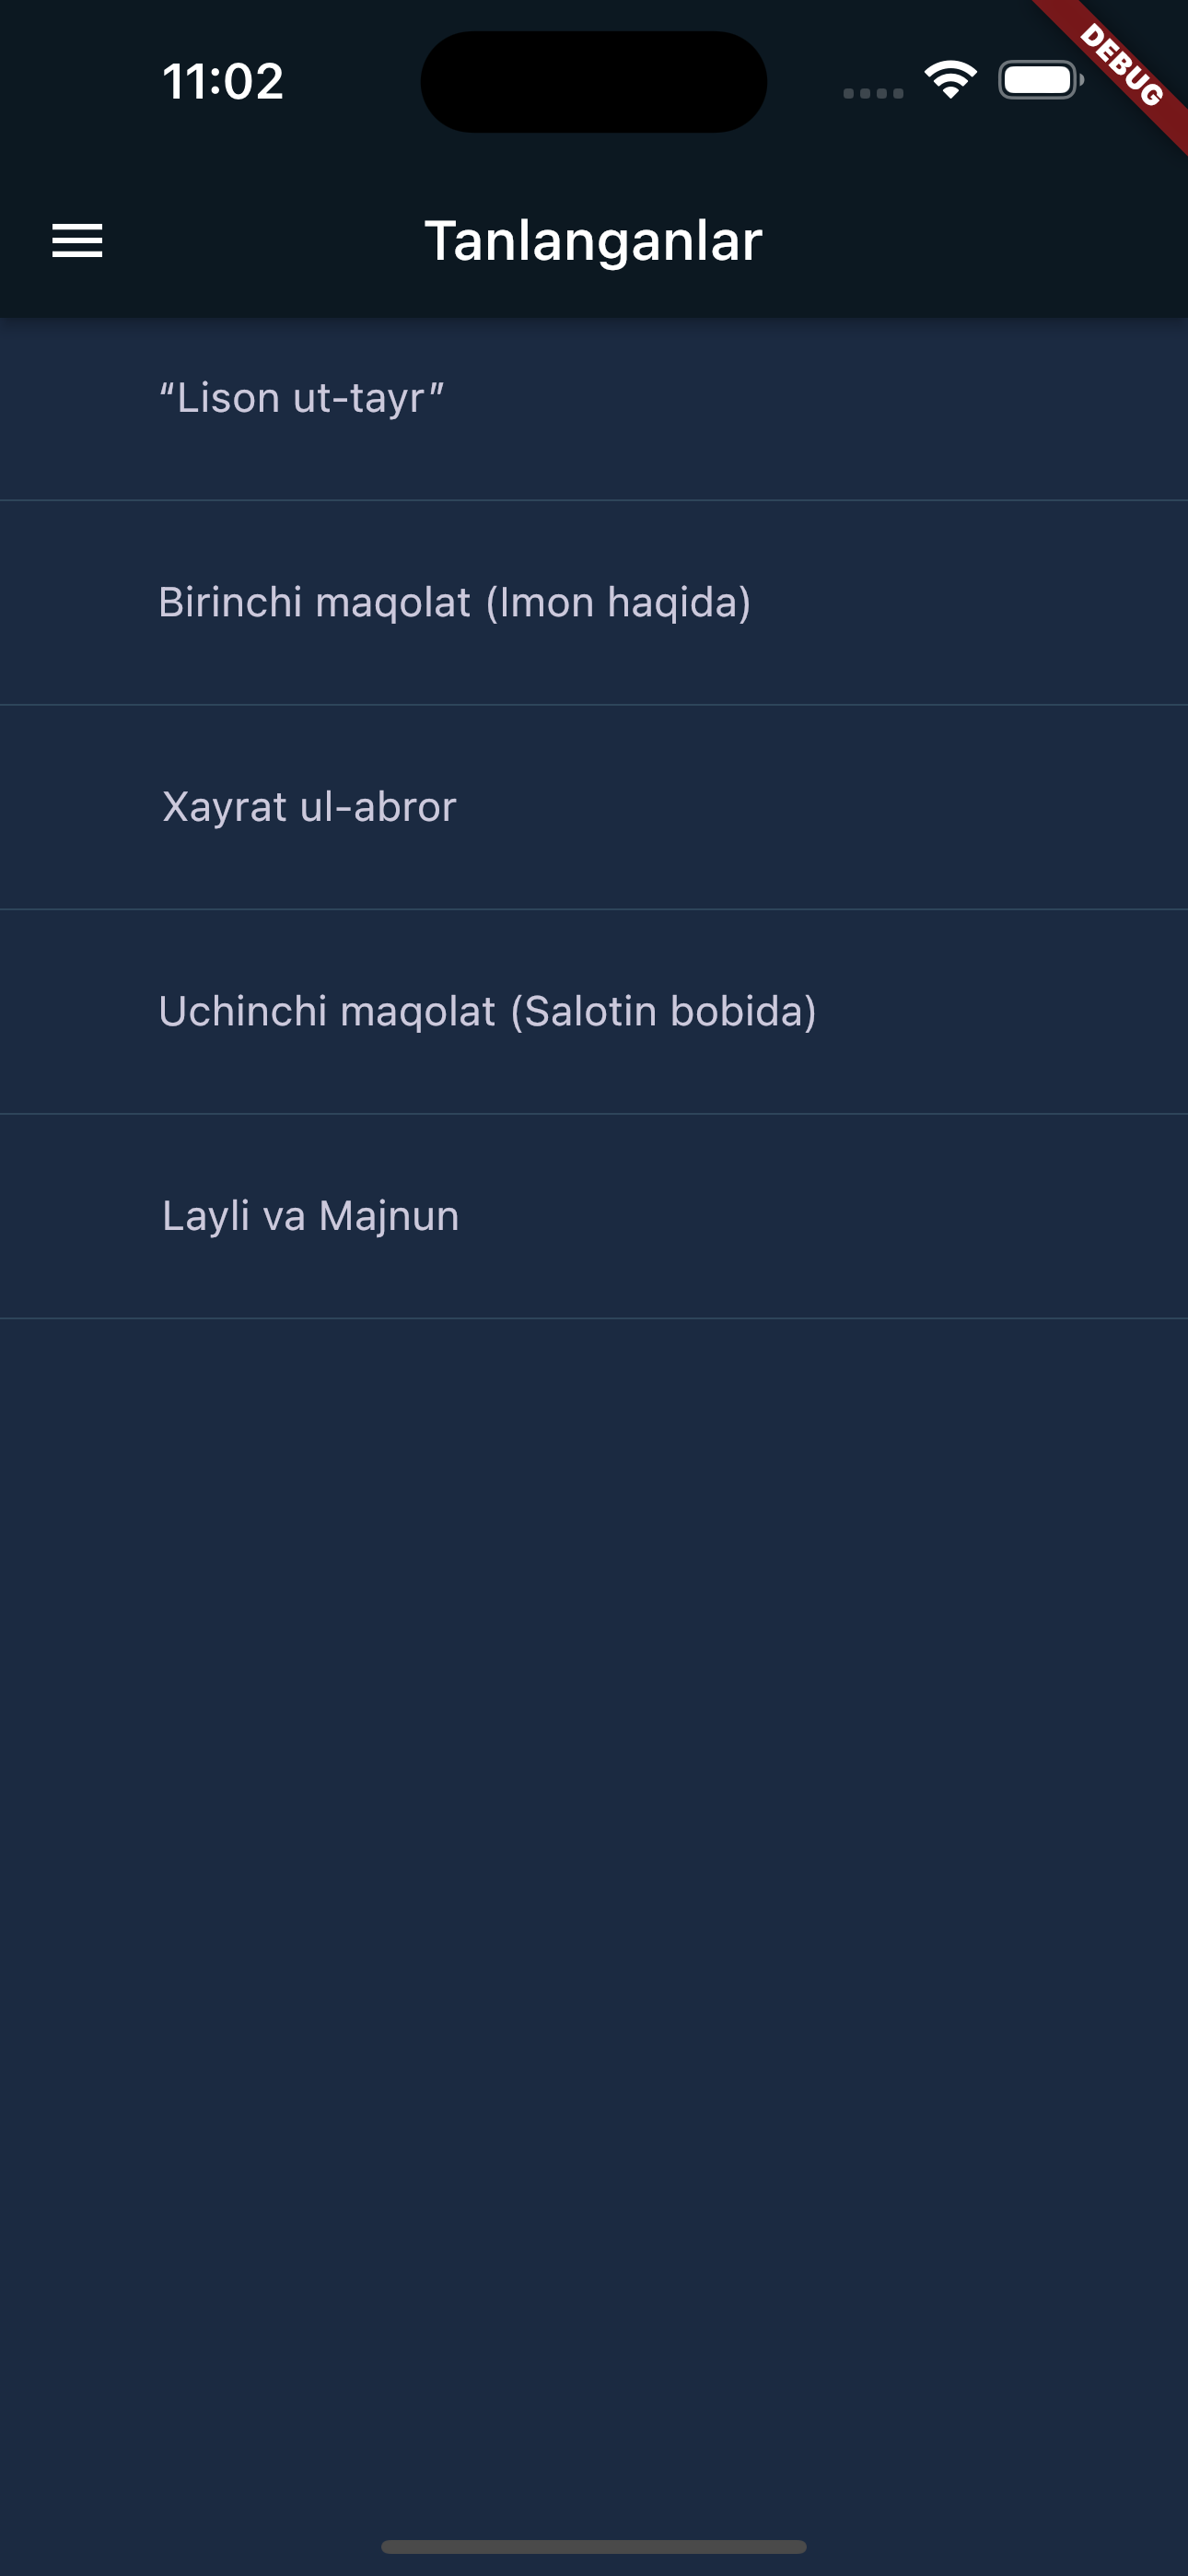 11:02
DEBUG
Tanlanganlar
“Lison ut-tayr”
Birinchi maqolat (Imon haqida)
Xayrat ul-abror
Uchinchi maqolat (Salotin bobida)
Layli va Majnun